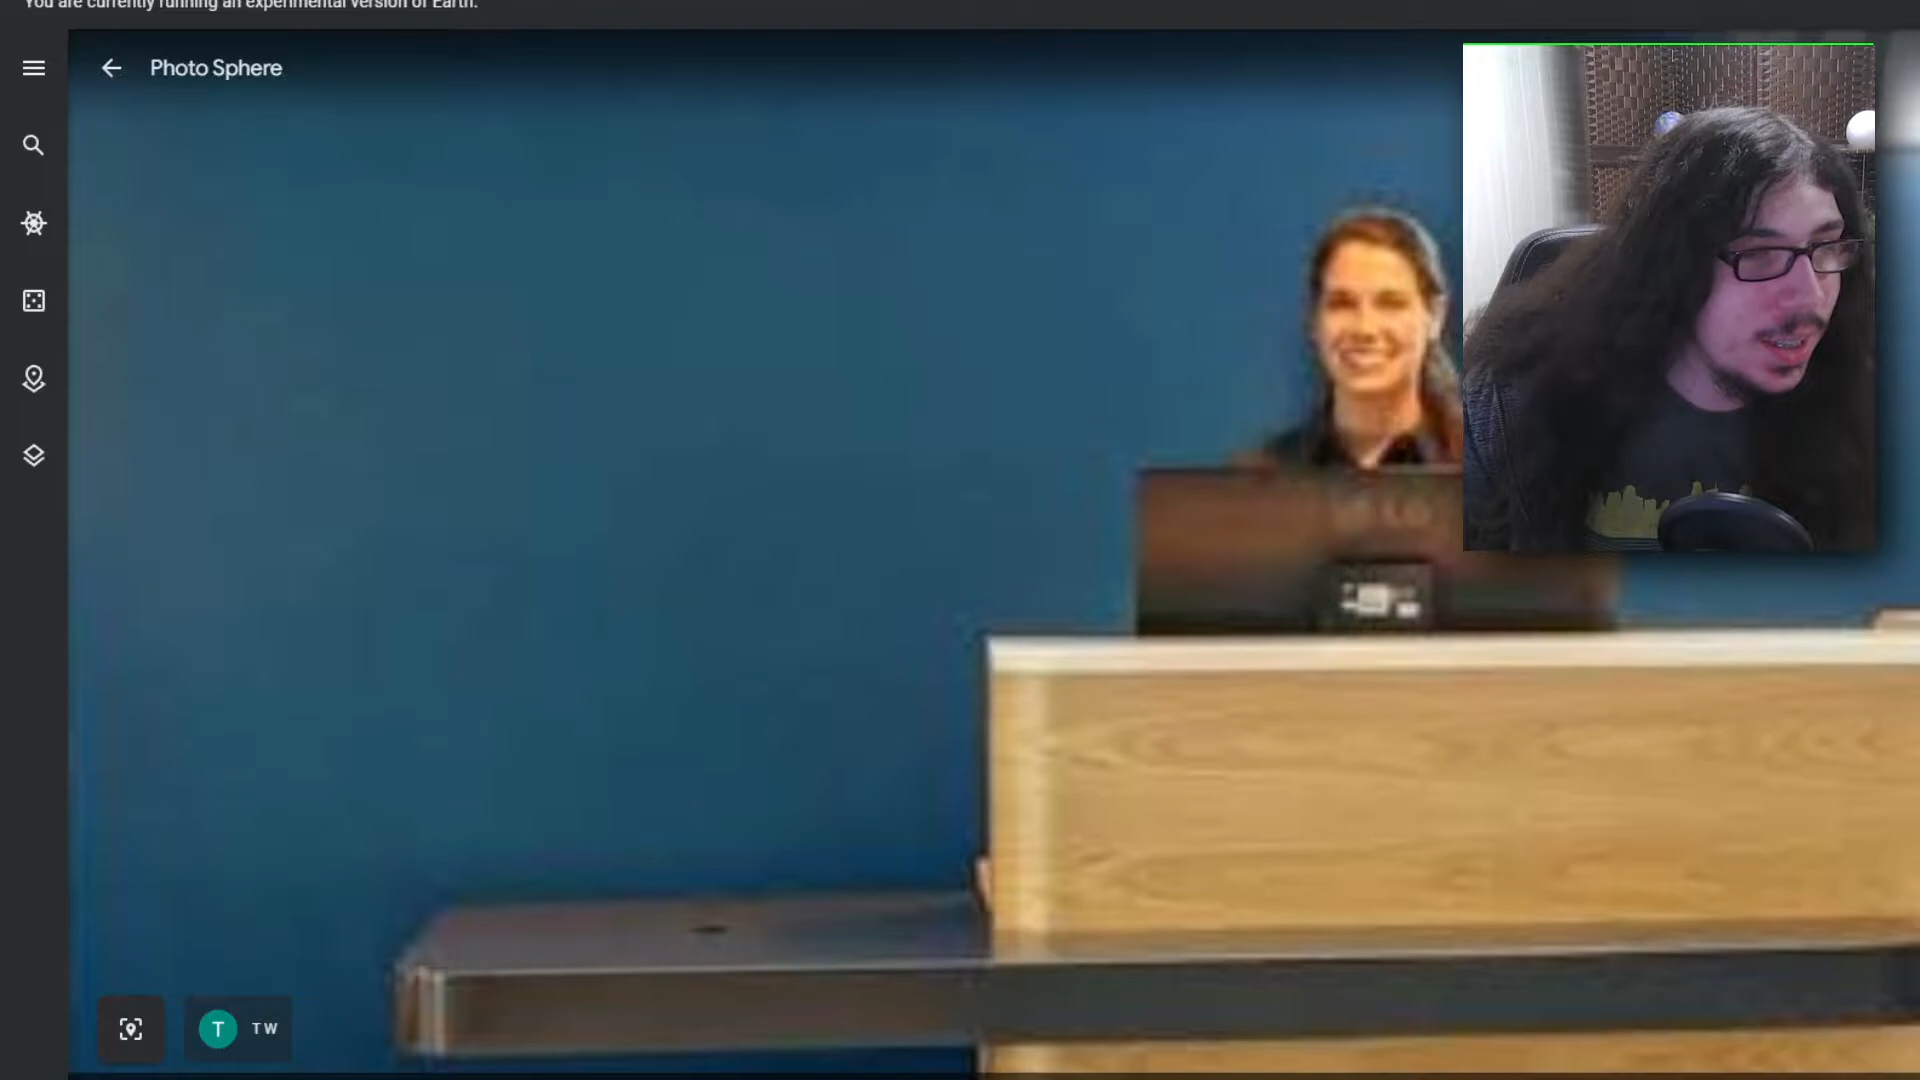 You are currently running an experimental version of Earth.
Photo Sphere
T TW